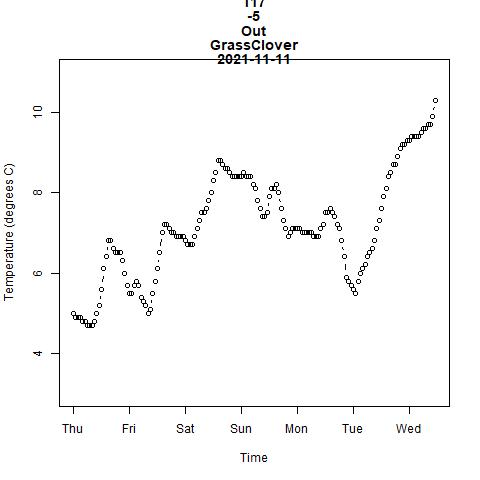 T17
-5
Out
GrassClover
2021-11-11
Temperature (degrees C)
10
8
6
4
Thu Fri Sat Sun Mon Tue Wed
Time